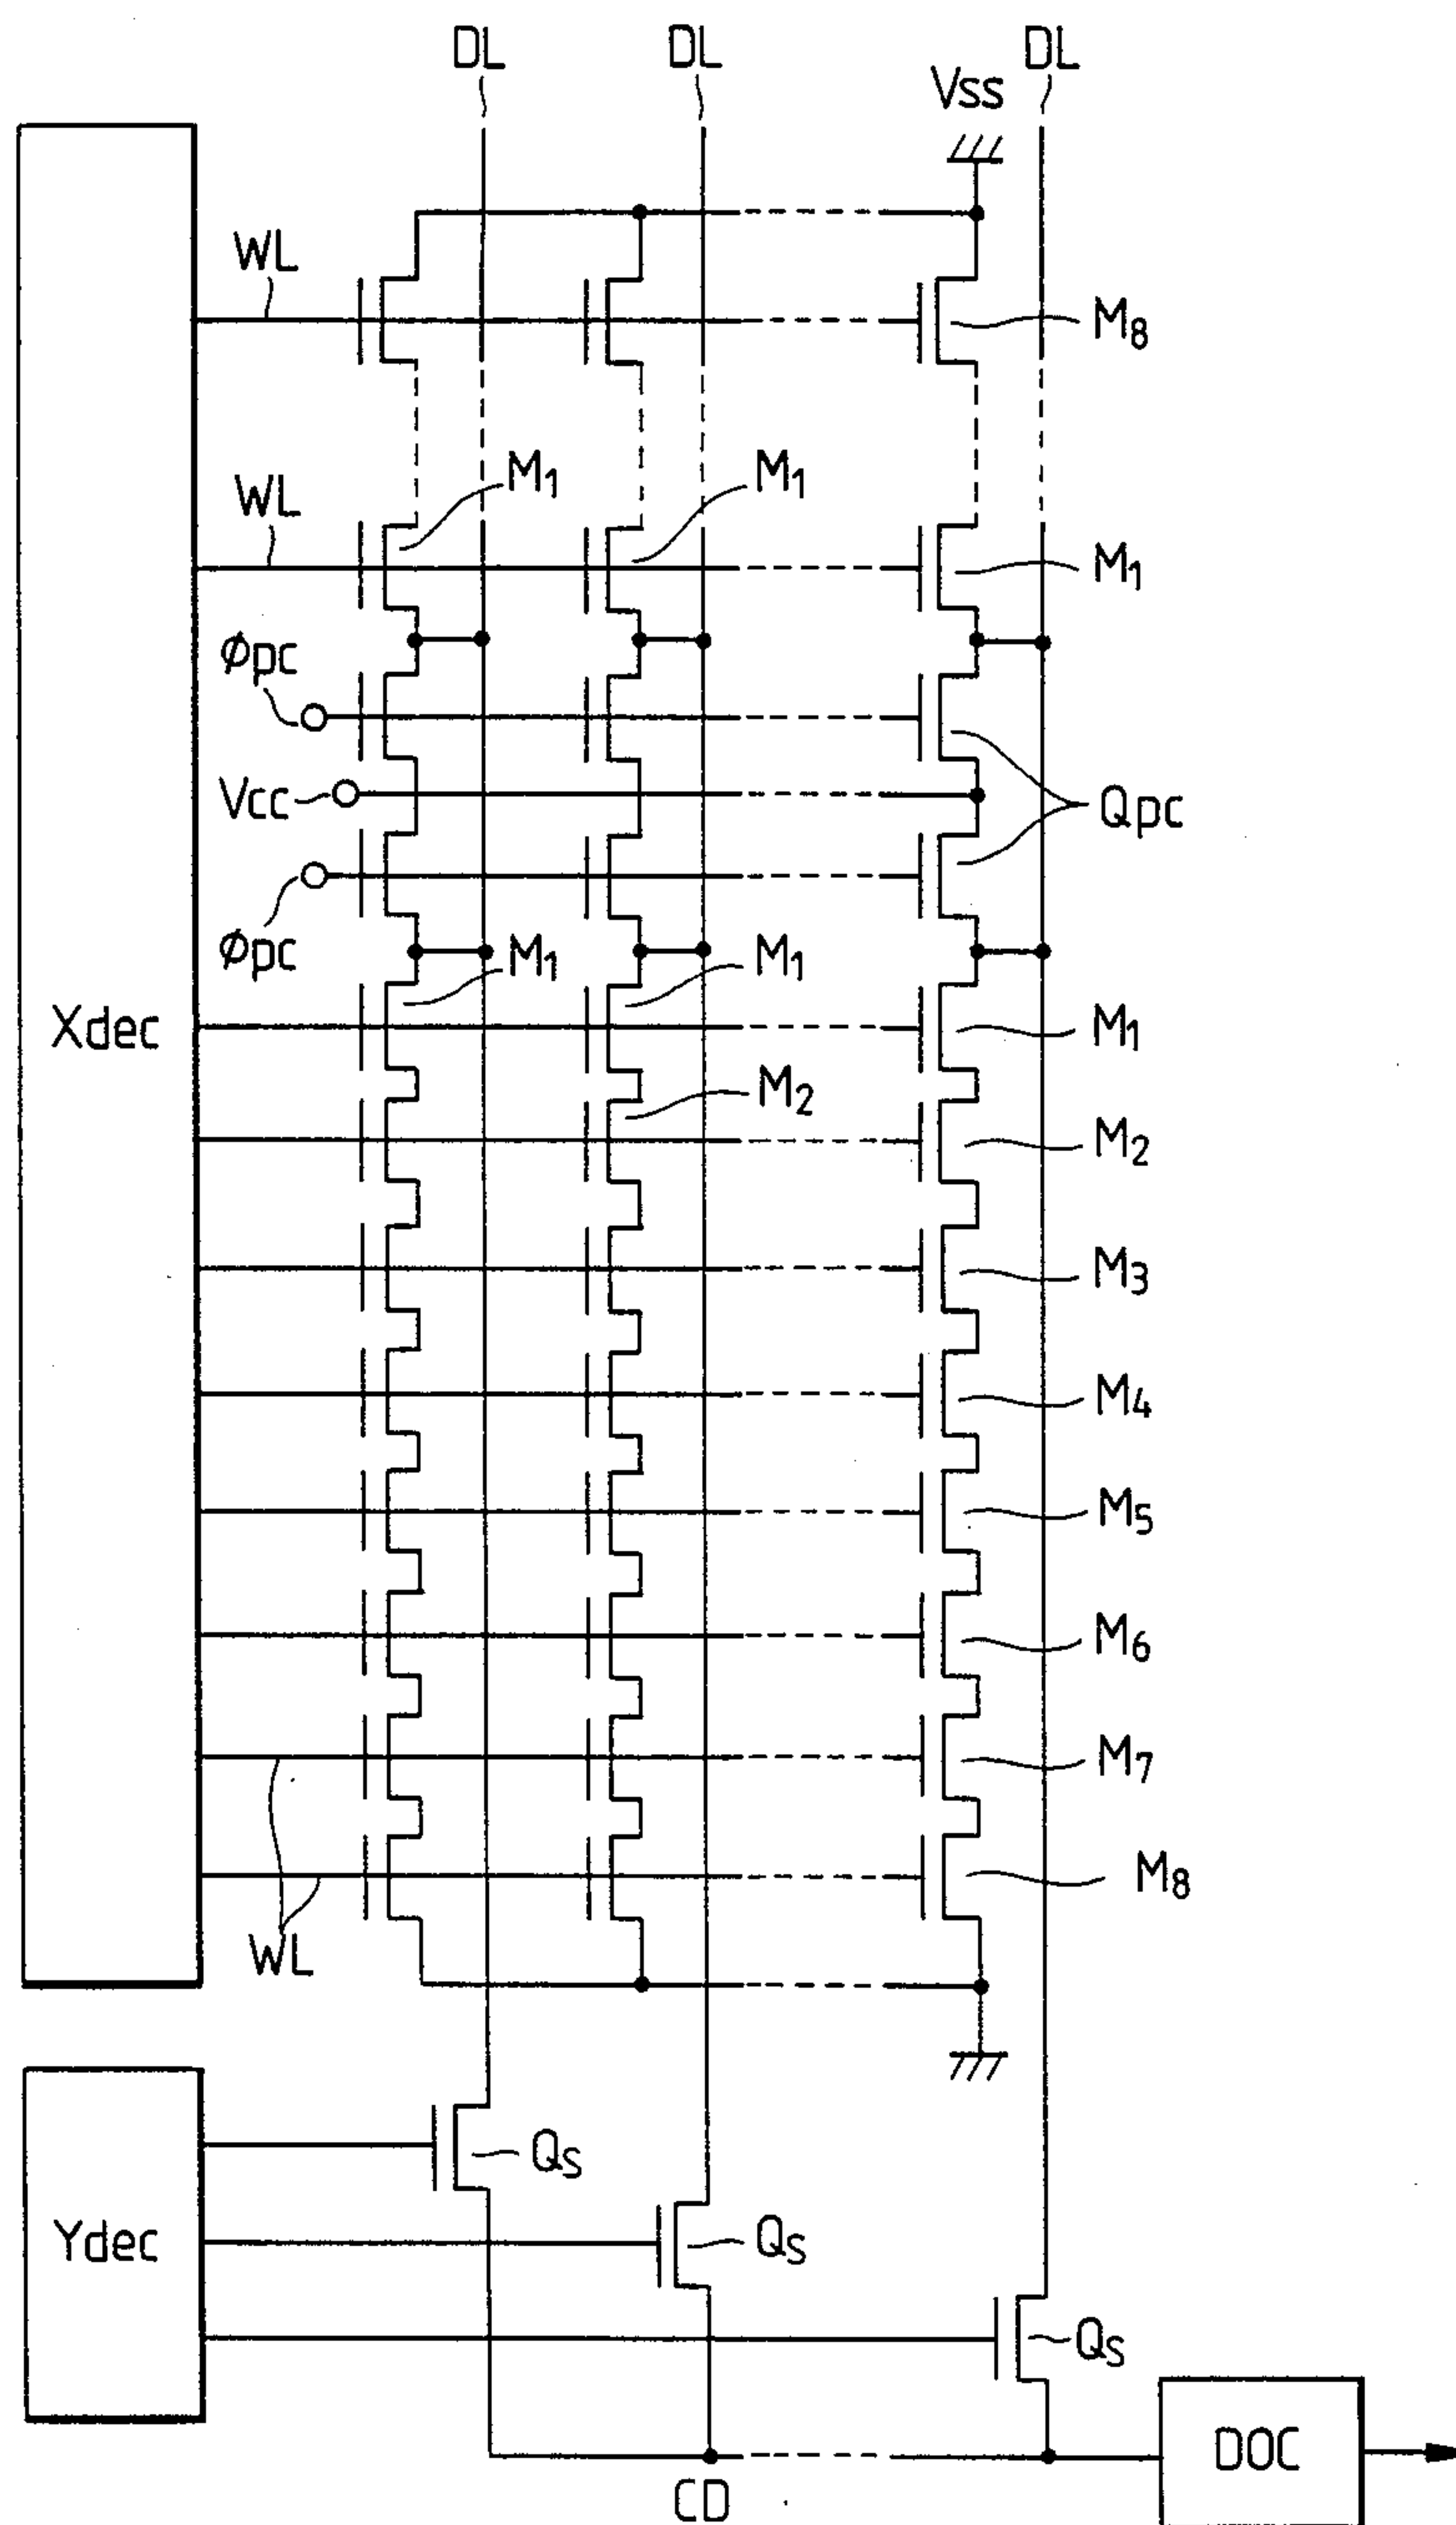 DL DL DL
Vss
WL M8
WL M1 M1 M1
Φpc
Vcc Qpc
Φpc
M1 M1
Xdec M1
M2 M2
M3
M4
M5
M6
M7
M8
WL
Qs
Ydec Qs
Qs
DOC
CD